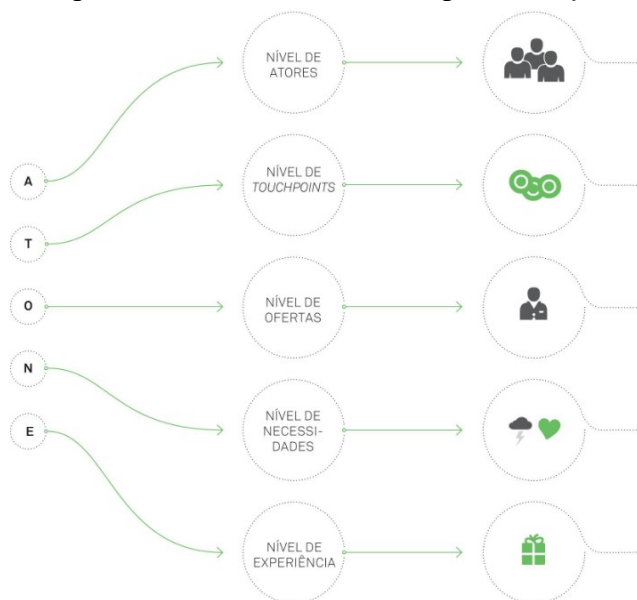 NÍVEL DE
ATORES
A
NÍVEL DE
TOUCHPOINTS
T
O
NÍVEL DE
OFERTAS
N
NÍVEL DE
NECESSI-
DADES
E
NÍVEL DE
EXPERIÊNCIA